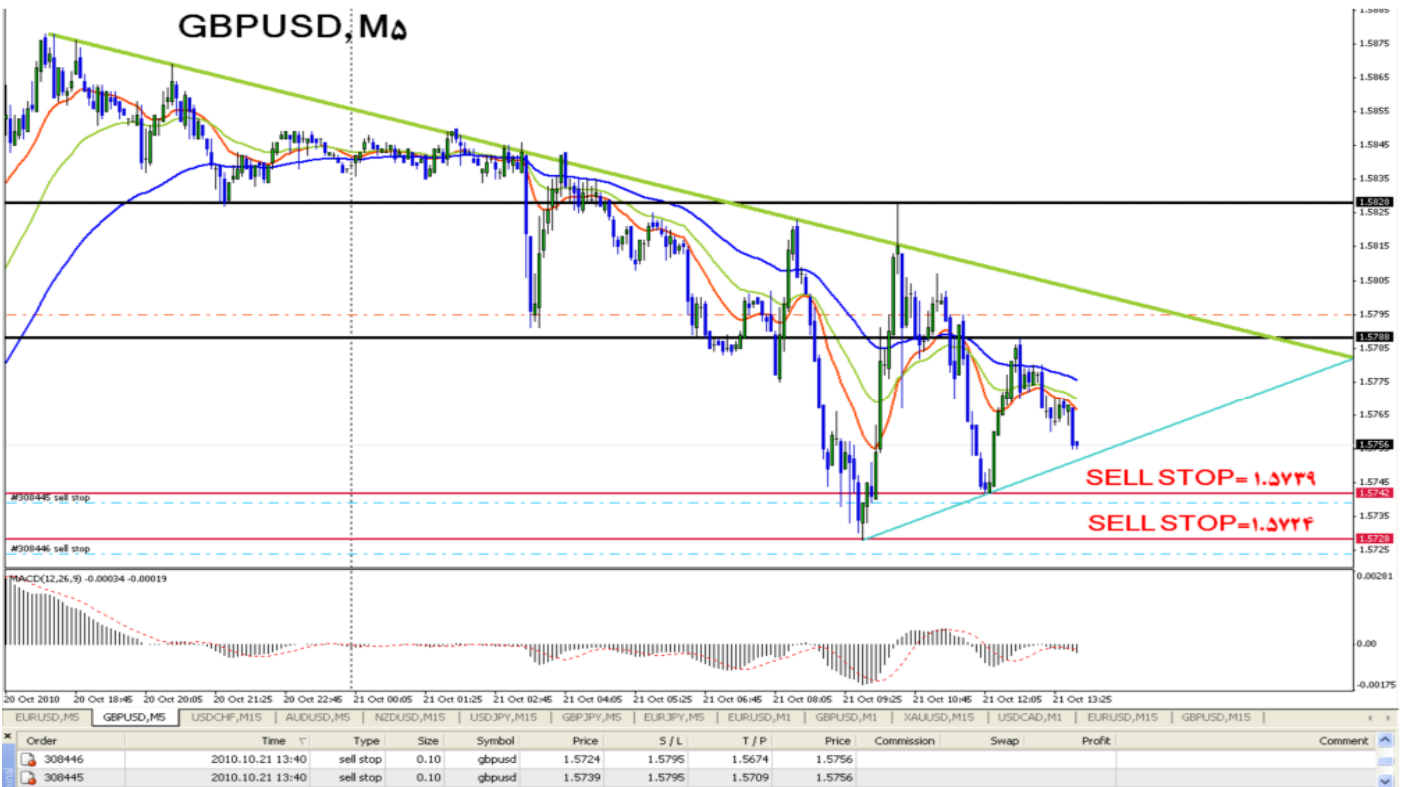 GBPUSD, M۵
1.5885
1.5875
1.5865
1.5855
1.5845
1.5835
1.5828
1.5825
1.5815
1.5805
1.5795
1.5788
1.5785
1.5775
1.5765
1.5756
1.5745
SELL STOP= ۱.۵۷۳۹
#308445 sell stop
1.5742
1.5735
SELL STOP=۱.۵۷۲۴
1.5728
#308446 sell stop
1.5725
MACD(12,26,9) -0.00034 -0.00019
0.00281
0.00
-0.00175
20 Oct 2010 20 Oct 18:45 20 Oct 20:05 20 Oct 21:25 20 Oct 22:45 21 Oct 00:05 21 Oct 01:25 21 Oct 02:45 21 Oct 04:05 21 Oct 05:25 21 Oct 06:45 21 Oct 08:05 21 Oct 09:25 21 Oct 10:45 21 Oct 12:05 21 Oct 13:25
EURUSD,M5 GBPUSD,M5 USDCHF,M15 AUDUSD,M5 NZDUSD,M15 USDJPY,M15 GBPJPY,M5 EURJPY,M5 EURUSD,M1 GBPUSD,M1 XAUUSD,M15 USDCAD,M1 EURUSD,M15 GBPUSD,M15
Order Time Type Size Symbol Price S / L T / P Price Commission Swap Profit Comment
308446 2010.10.21 13:40 sell stop 0.10 gbpusd 1.5724 1.5795 1.5674 1.5756
308445 2010.10.21 13:40 sell stop 0.10 gbpusd 1.5739 1.5795 1.5709 1.5756